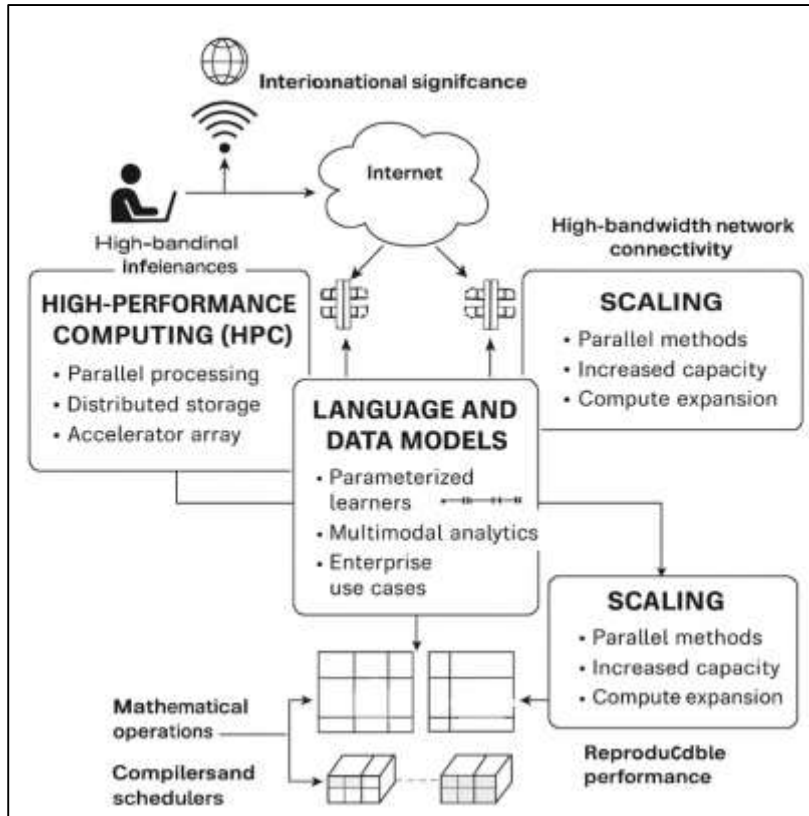 Interiosnational signifcance
Internet
High-bandinol
infeienances
High-bandwidth network
connectivity
HIGH-PERFORMANCE
COMPUTING (HPC)
• Parallel processing
• Distributed storage
• Accelerator array
SCALING
• Parallel methods
• Increased capacity
• Compute expansion
LANGUAGE AND
DATA MODELS
• Parameterized
learners
• Multimodal analytics
• Enterprise
use cases
SCALING
• Parallel methods
• Increased capacity
• Compute expansion
Mathematical
operations
Compilersand
schedulers
ReproduCdble
performance